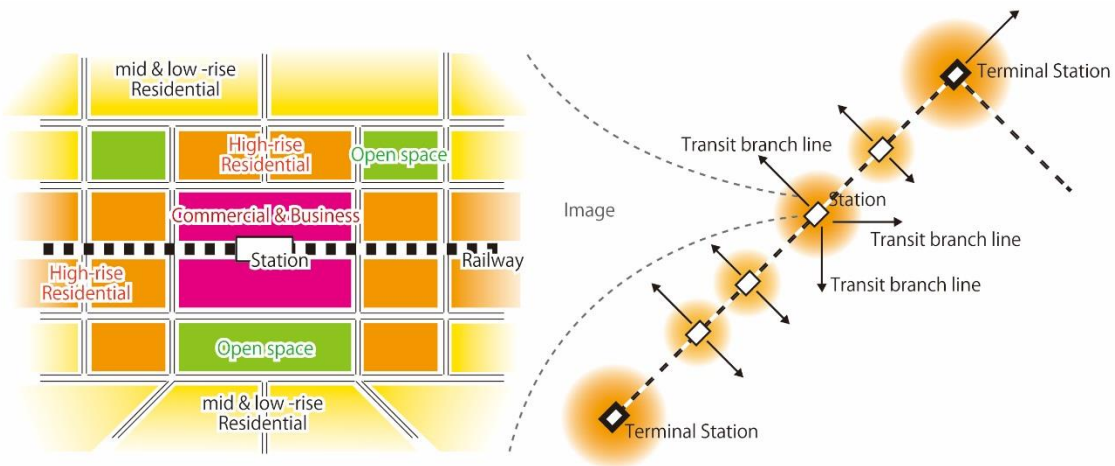 mid & low -rise
Residential
High-rise
Residential
Open space
Commercial & Business
Station
Railway
High-rise
Residential
Open space
mid & low -rise
Residential
Image
Terminal Station
Transit branch line
Station
Transit branch line
Transit branch line
Terminal Station